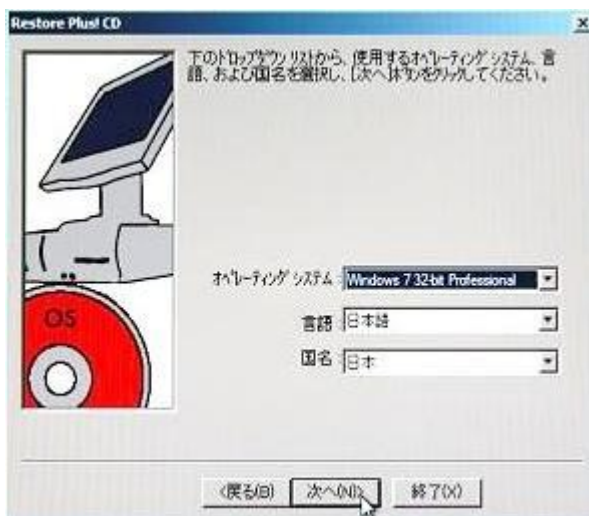 Restore Plus! CD
下のドロップダウン リストから、使用するオペレーティング システム、言
語、および国名を選択し、[次へ]ボタンをクリックしてください。
オペレーティング システム : Windows 7 32-bit Professional
言語 : 日本語
国名 : 日本
OS
<戻る(B) 次へ(N)> 終了(X)